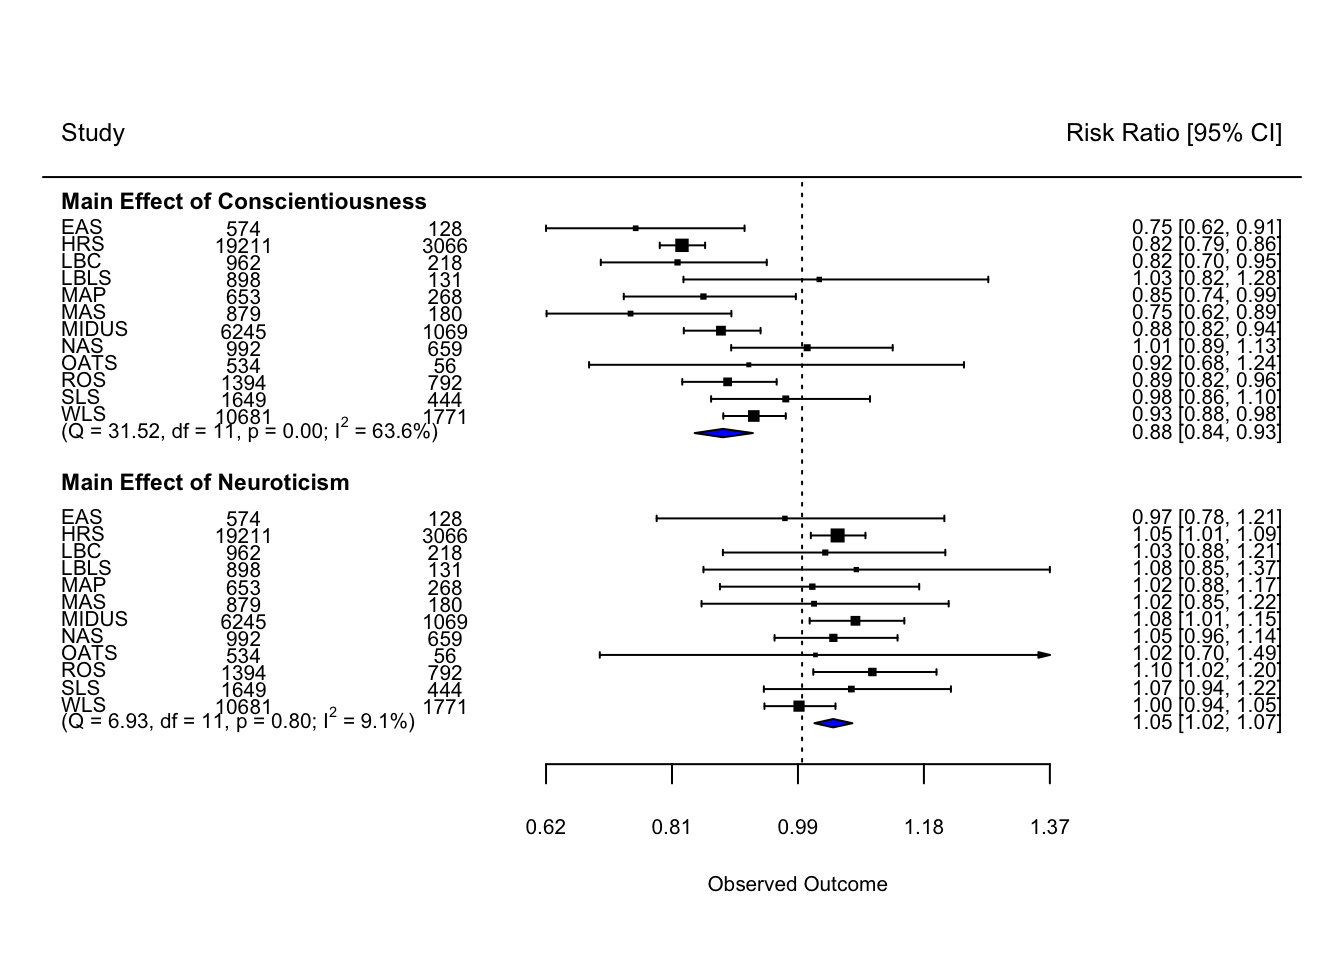 Study Risk Ratio [95% CI]
Main Effect of Conscientiousness
EAS 574 128 0.75 [0.62, 0.91]
HRS 19211 3066 0.82 [0.79, 0.86]
LBC 962 218 0.82 [0.70, 0.95]
LBLS 898 131 1.03 [0.82, 1.28]
MAP 653 268 0.85 [0.74, 0.99]
MAS 879 180 0.75 [0.62, 0.89]
MIDUS 6245 1069 0.88 [0.82, 0.94]
NAS 992 659 1.01 [0.89, 1.13]
OATS 534 56 0.92 [0.68, 1.24]
ROS 1394 792 0.89 [0.82, 0.96]
SLS 1649 444 0.98 [0.86, 1.10]
WLS 10681 1771 0.93 [0.88, 0.98]
(Q = 31.52, df = 11, p = 0.00; I² = 63.6%) 0.88 [0.84, 0.93]
Main Effect of Neuroticism
EAS 574 128 0.97 [0.78, 1.21]
HRS 19211 3066 1.05 [1.01, 1.09]
LBC 962 218 1.03 [0.88, 1.21]
LBLS 898 131 1.08 [0.85, 1.37]
MAP 653 268 1.02 [0.88, 1.17]
MAS 879 180 1.02 [0.85, 1.22]
MIDUS 6245 1069 1.08 [1.01, 1.15]
NAS 992 659 1.05 [0.96, 1.14]
OATS 534 56 1.02 [0.70, 1.49]
ROS 1394 792 1.10 [1.02, 1.20]
SLS 1649 444 1.07 [0.94, 1.22]
WLS 10681 1771 1.00 [0.94, 1.05]
(Q = 6.93, df = 11, p = 0.80; I² = 9.1%) 1.05 [1.02, 1.07]
0.62 0.81 0.99 1.18 1.37
Observed Outcome